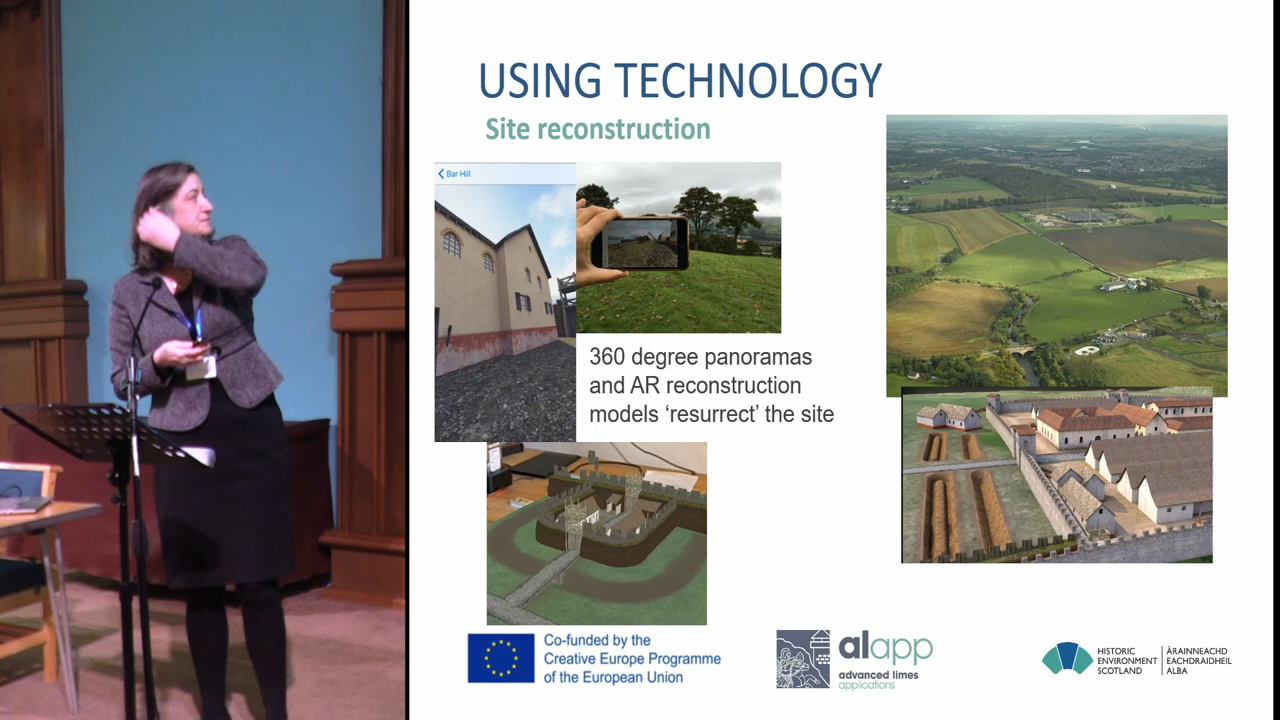 USING TECHNOLOGY
Site reconstruction
Bar Hill
360 degree panoramas
and AR reconstruction
models ‘resurrect’ the site
Co-funded by the
Creative Europe Programme
of the European Union
alapp
advanced limes
applications
HISTORIC
ENVIRONMENT
SCOTLAND
ÀRAINNEACHD
EACHDRAIDHEIL
ALBA